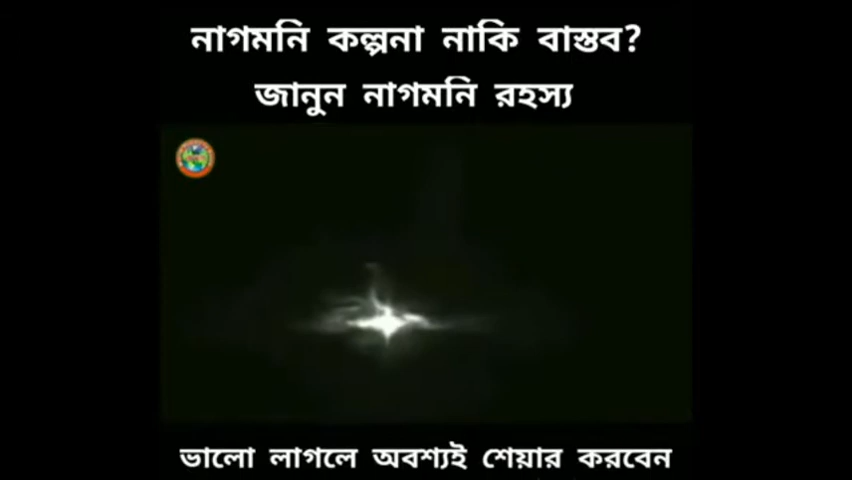 নাগমনি কল্পনা নাকি বাস্তব?
জানুন নাগমনি রহস্য
ভালো লাগলে অবশ্যই শেয়ার করবেন